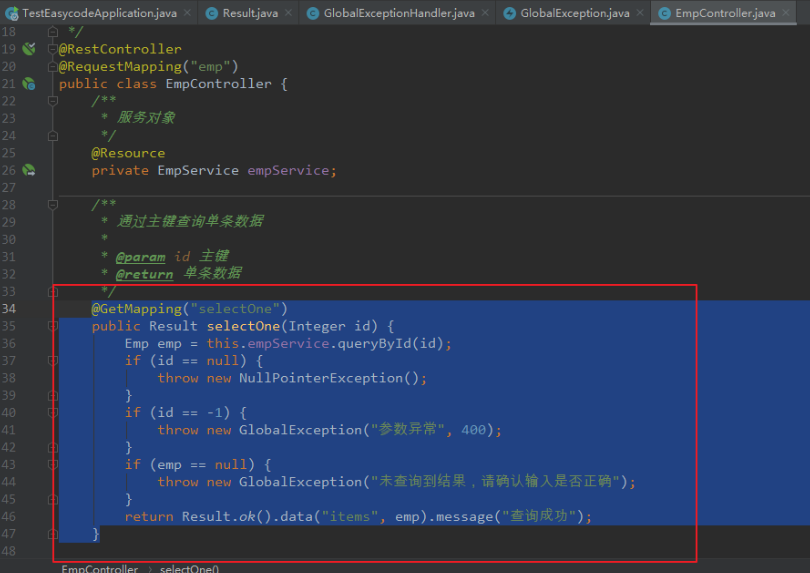 TestEasycodeApplication.java Result.java GlobalExceptionHandler.java GlobalException.java EmpController.java
18 */
19 @RestController
20 @RequestMapping("emp")
21 public class EmpController {
22 /**
23 * 服务对象
24 */
25 @Resource
26 private EmpService empService;
27
28 /**
29 * 通过主键查询单条数据
30 *
31 * @param id 主键
32 * @return 单条数据
33 */
34 @GetMapping("selectOne")
35 public Result selectOne(Integer id) {
36 Emp emp = this.empService.queryById(id);
37 if (id == null) {
38 throw new NullPointerException();
39 }
40 if (id == -1) {
41 throw new GlobalException("参数异常", 400);
42 }
43 if (emp == null) {
44 throw new GlobalException("未查询到结果，请确认输入是否正确");
45 }
46 return Result.ok().data("items", emp).message("查询成功");
47 }
48
EmpController > selectOne()